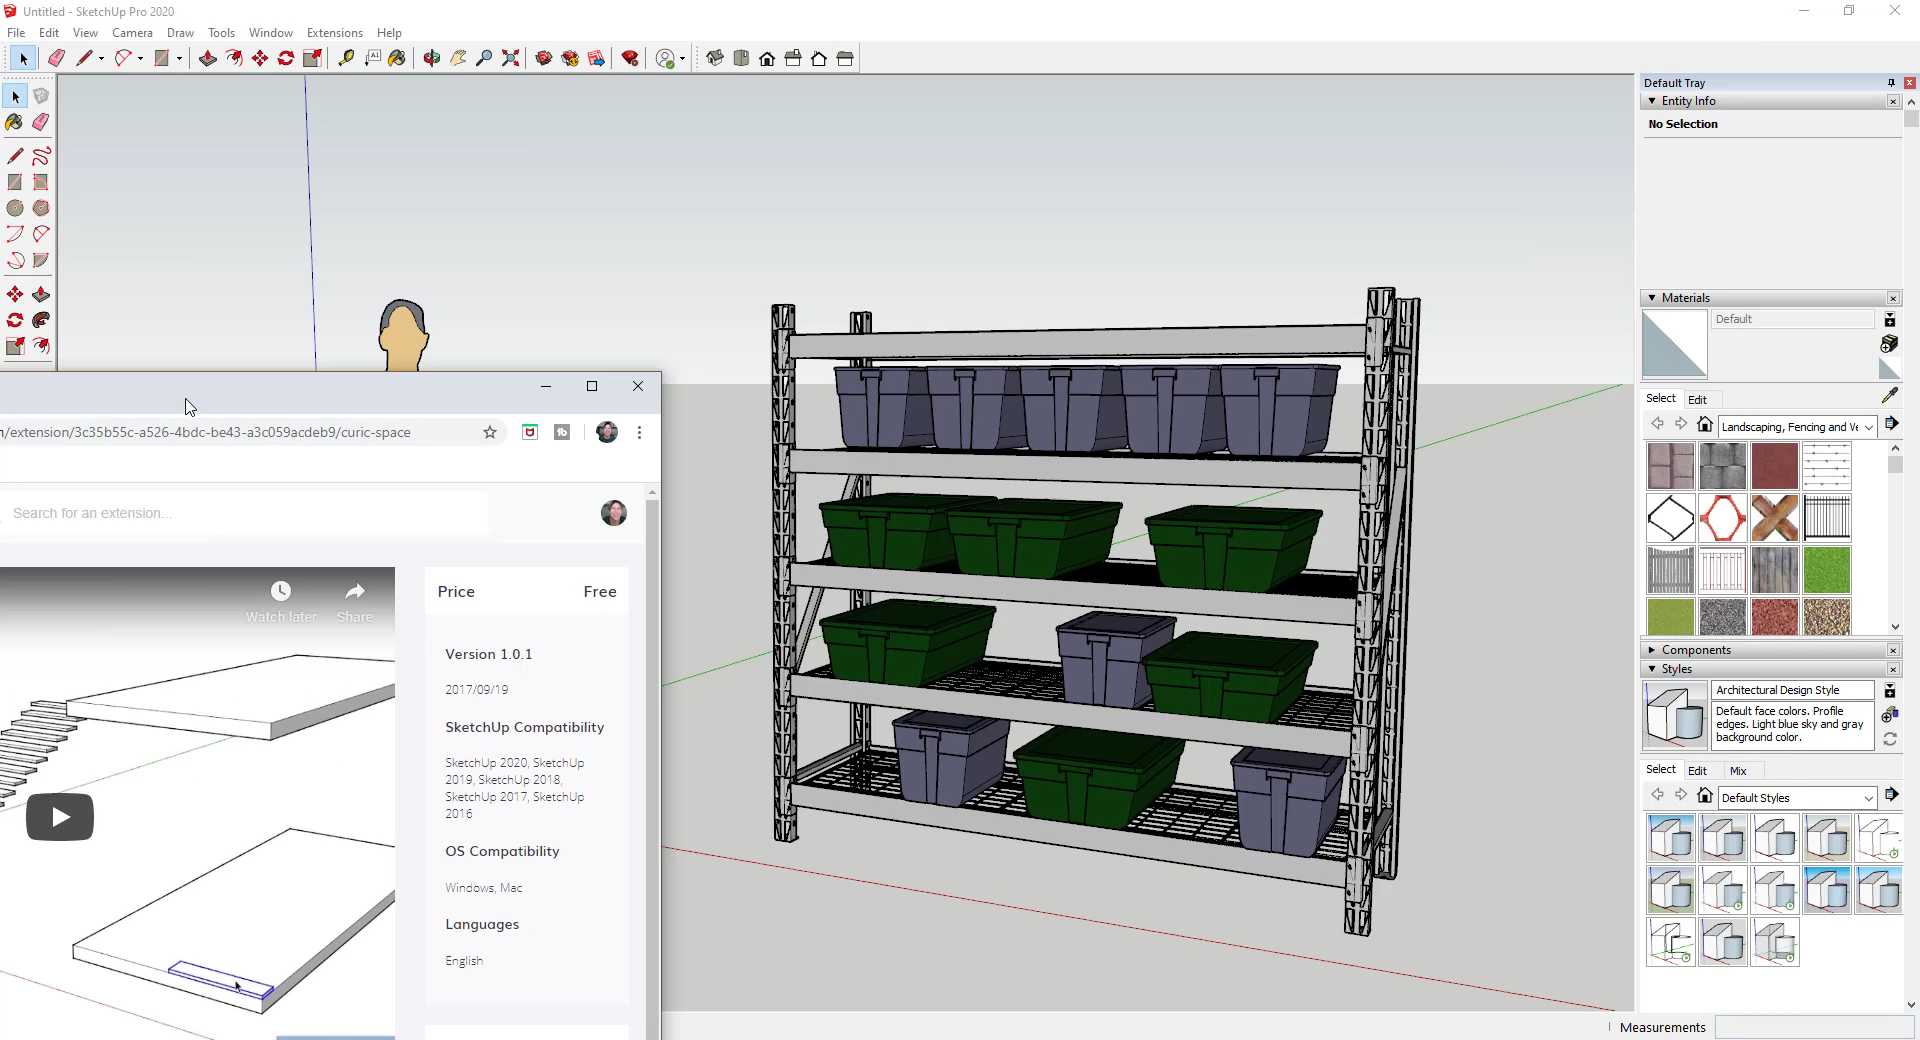 Untitled - SketchUp Pro 2020
File Edit View Camera Draw Tools Window Extensions Help
Default Tray
Entity Info
No Selection
Materials
Default
Select Edit
Landscaping, Fencing and Ve
Components
Styles
Architectural Design Style
Default face colors. Profile
edges. Light blue sky and gray
background color.
Select Edit Mix
Default Styles
Measurements
/extension/3c35b55c-a526-4bdc-be43-a3c059acdeb9/curic-space
Search for an extension...
Watch later Share
Price Free
Version 1.0.1
2017/09/19
SketchUp Compatibility
SketchUp 2020, SketchUp
2019, SketchUp 2018,
SketchUp 2017, SketchUp
2016
OS Compatibility
Windows, Mac
Languages
English